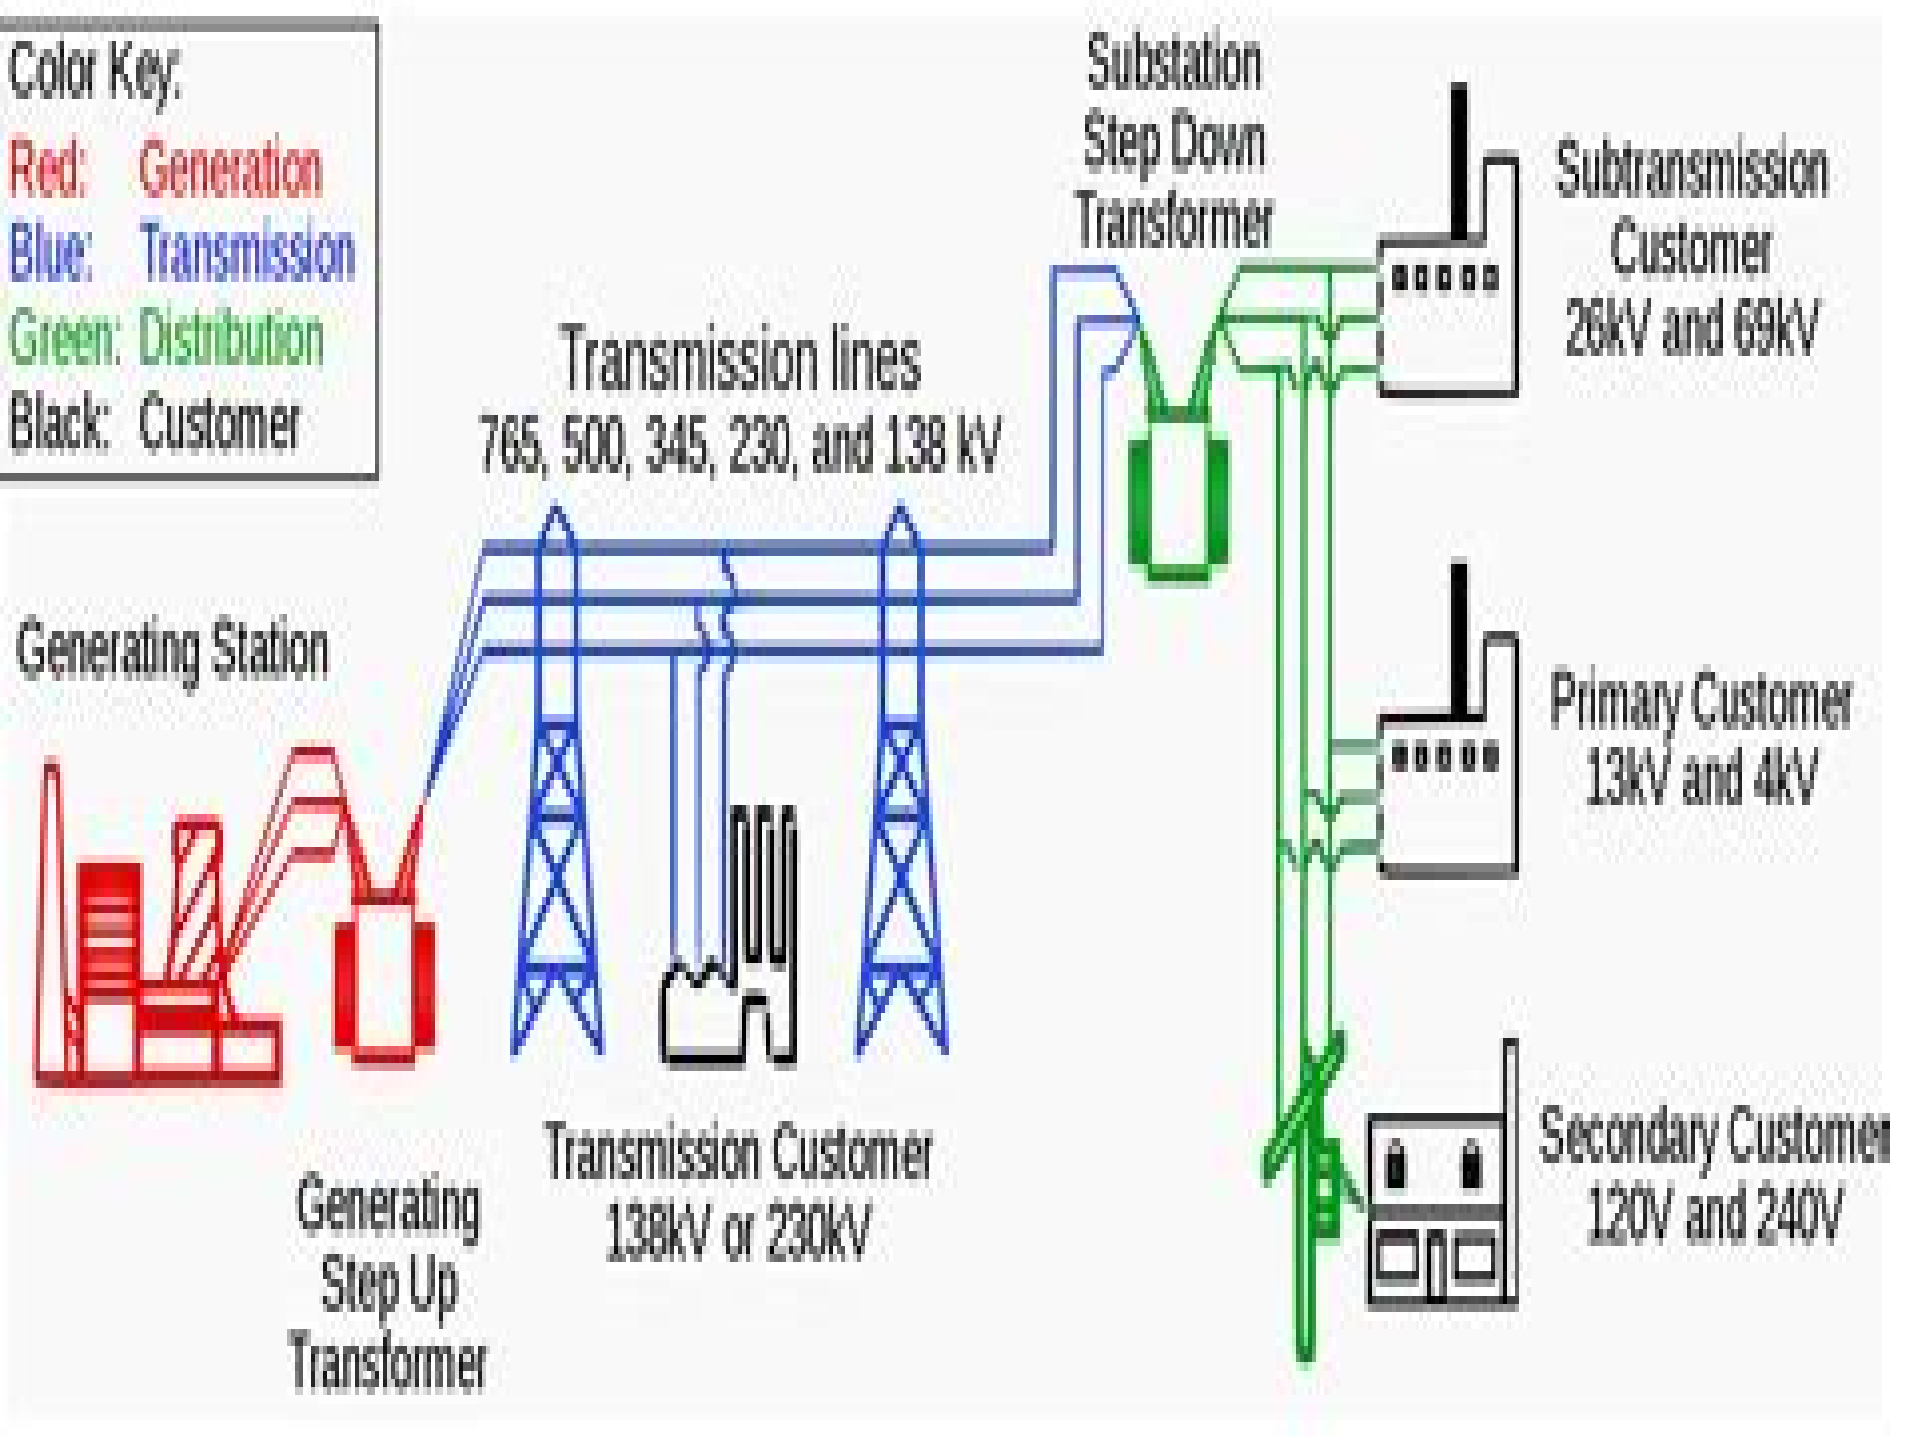 Color Key:
Red: Generation
Blue: Transmission
Green: Distribution
Black: Customer
Substation
Step Down
Transformer
Subtransmission
Customer
26kV and 69kV
Transmission lines
765, 500, 345, 230, and 138 kV
Generating Station
Primary Customer
13kV and 4kV
Transmission Customer
138kV or 230kV
Generating
Step Up
Transformer
Secondary Customer
120V and 240V